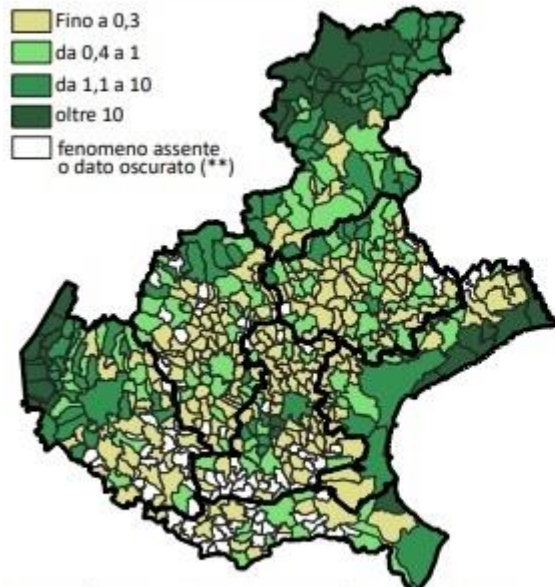 Fino a 0,3
da 0,4 a 1
da 1,1 a 10
oltre 10
fenomeno assente
o dato oscurato (**)